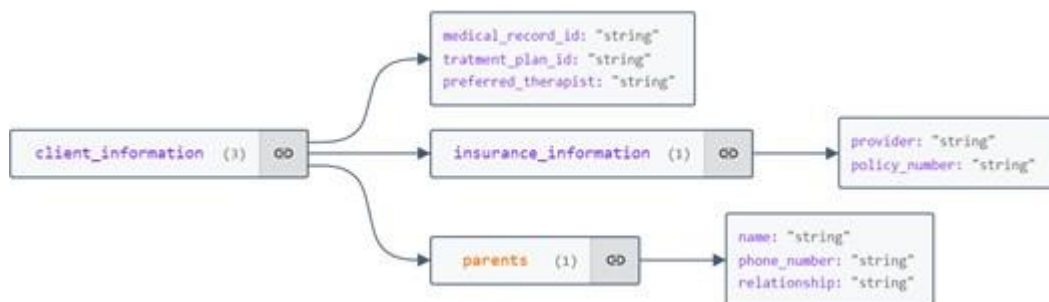 medical_record_id: "string"
tratment_plan_id: "string"
preferred_therapist: "string"
client_information (3)
insurance_information (1)
provider: "string"
policy_number: "string"
parents (1)
name: "string"
phone_number: "string"
relationship: "string"